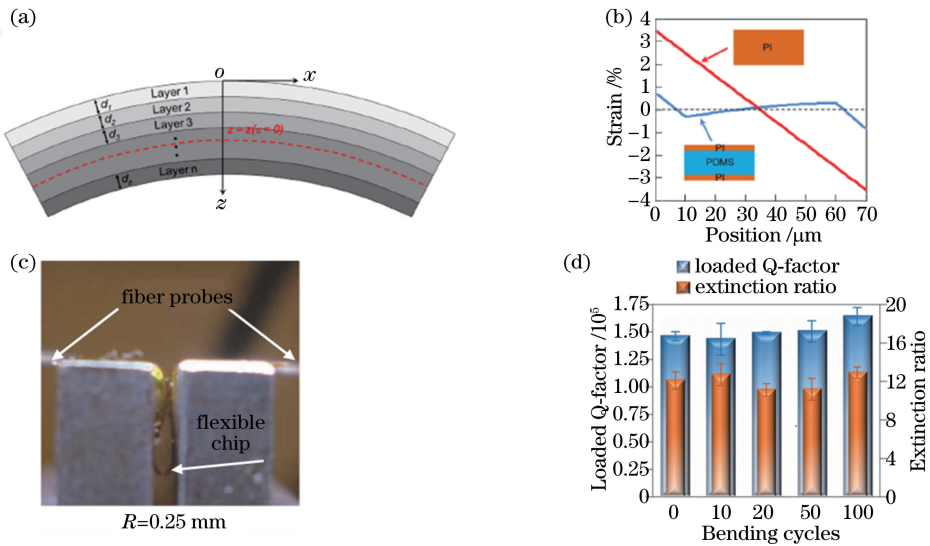 (a)
o
x
Layer 1
d1
Layer 2
d2
Layer 3
d3
Layer n
z
(b)
Strain /%
4
3
2
1
0
-1
-2
-3
-4
PI
PI
PDMS
PI
0 10 20 30 40 50 60 70
Position /μm
(c)
fiber probes
flexible
chip
R=0.25 mm
(d)
loaded Q-factor
extinction ratio
Loaded Q-factor /10⁵
1.75
1.50
1.25
1.00
0.75
0.50
0.25
0
20
16
12
8
4
0
Extinction ratio
0 10 20 50 100
Bending cycles